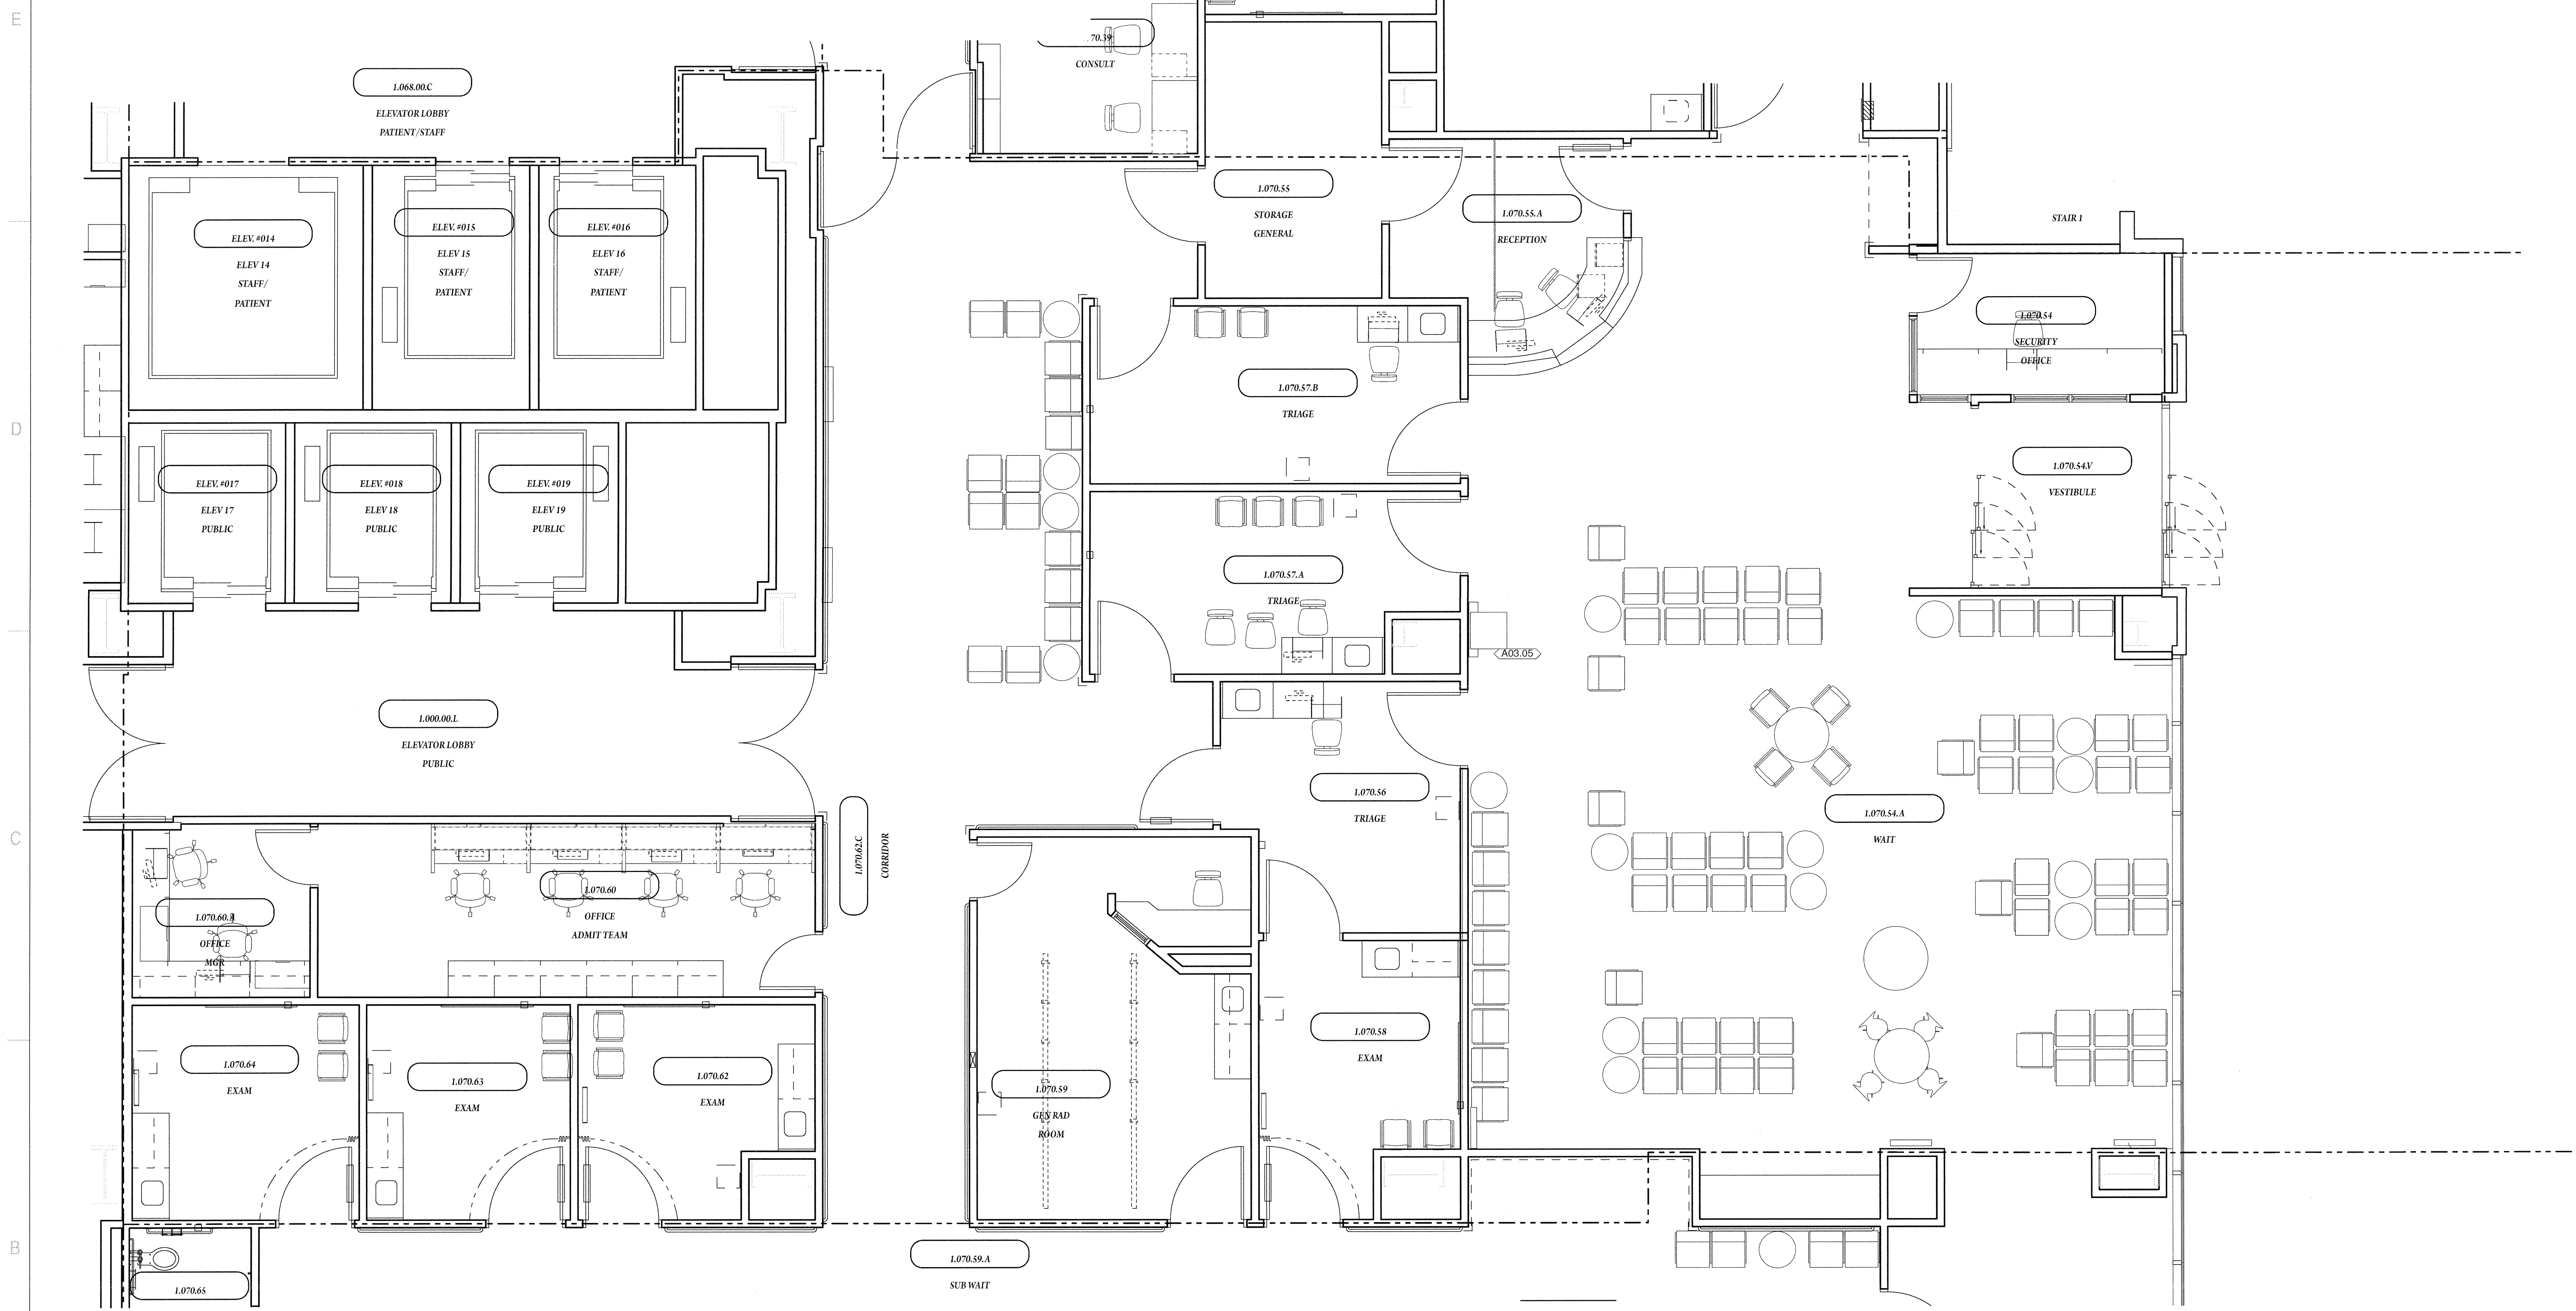 E
70.39
CONSULT
1.068.00.C
ELEVATOR LOBBY
PATIENT/STAFF
1.070.55
STORAGE
GENERAL
1.070.55.A
RECEPTION
STAIR 1
ELEV. #014
ELEV 14
STAFF/
PATIENT
ELEV. #015
ELEV 15
STAFF/
PATIENT
ELEV. #016
ELEV 16
STAFF/
PATIENT
1.070.54
SECURITY
OFFICE
1.070.57.B
TRIAGE
D
ELEV. #017
ELEV 17
PUBLIC
ELEV. #018
ELEV 18
PUBLIC
ELEV. #019
ELEV 19
PUBLIC
1.070.54.V
VESTIBULE
1.070.57.A
TRIAGE
A03.05
1.000.00.L
ELEVATOR LOBBY
PUBLIC
1.070.56
TRIAGE
1.070.54.A
WAIT
C
1.070.62.C
CORRIDOR
1.070.60.A
OFFICE
MGR
1.070.60
OFFICE
ADMIT TEAM
1.070.64
EXAM
1.070.63
EXAM
1.070.62
EXAM
1.070.59
GEN RAD
ROOM
1.070.58
EXAM
B
1.070.65
1.070.59.A
SUB WAIT